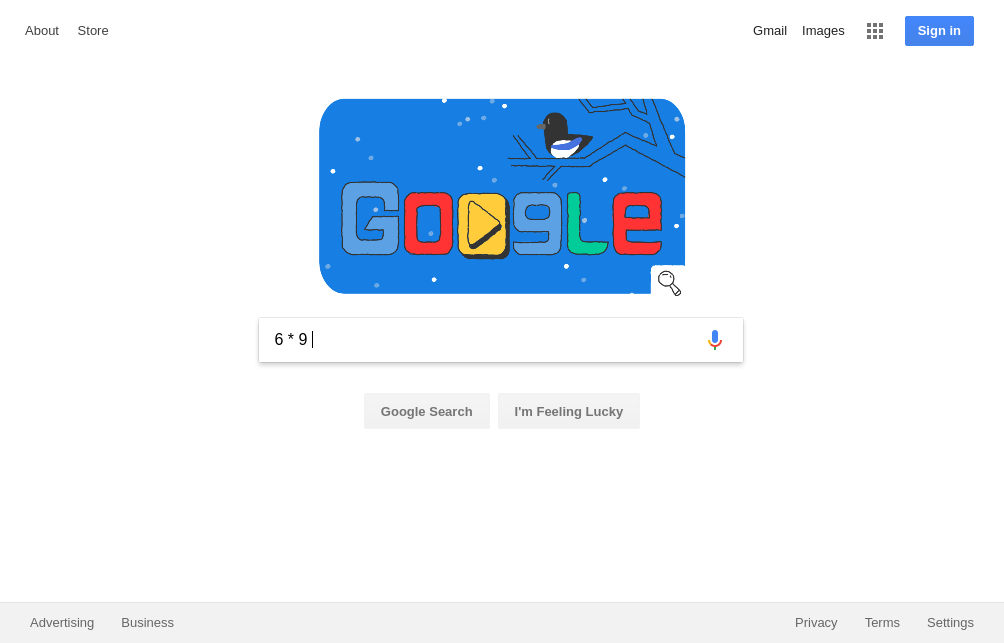 About Store Gmail Images Sign in
GOOGLE
6 * 9
Google Search I'm Feeling Lucky
Advertising Business Privacy Terms Settings